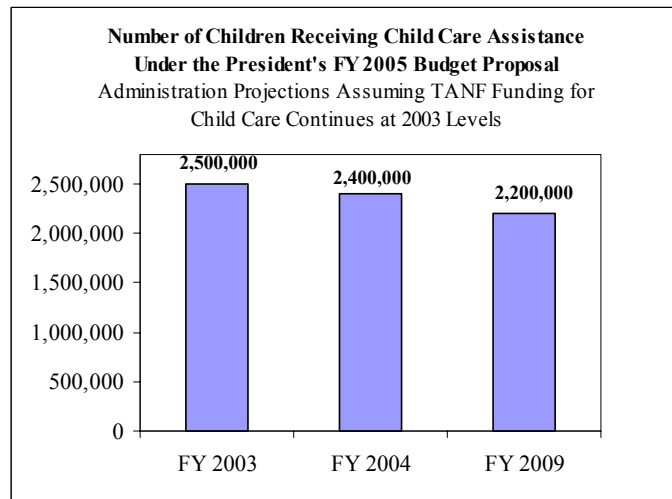 Number of Children Receiving Child Care Assistance
Under the President's FY 2005 Budget Proposal
Administration Projections Assuming TANF Funding for
Child Care Continues at 2003 Levels
2,500,000
2,400,000
2,200,000
2,500,000
2,000,000
1,500,000
1,000,000
500,000
0
FY 2003
FY 2004
FY 2009